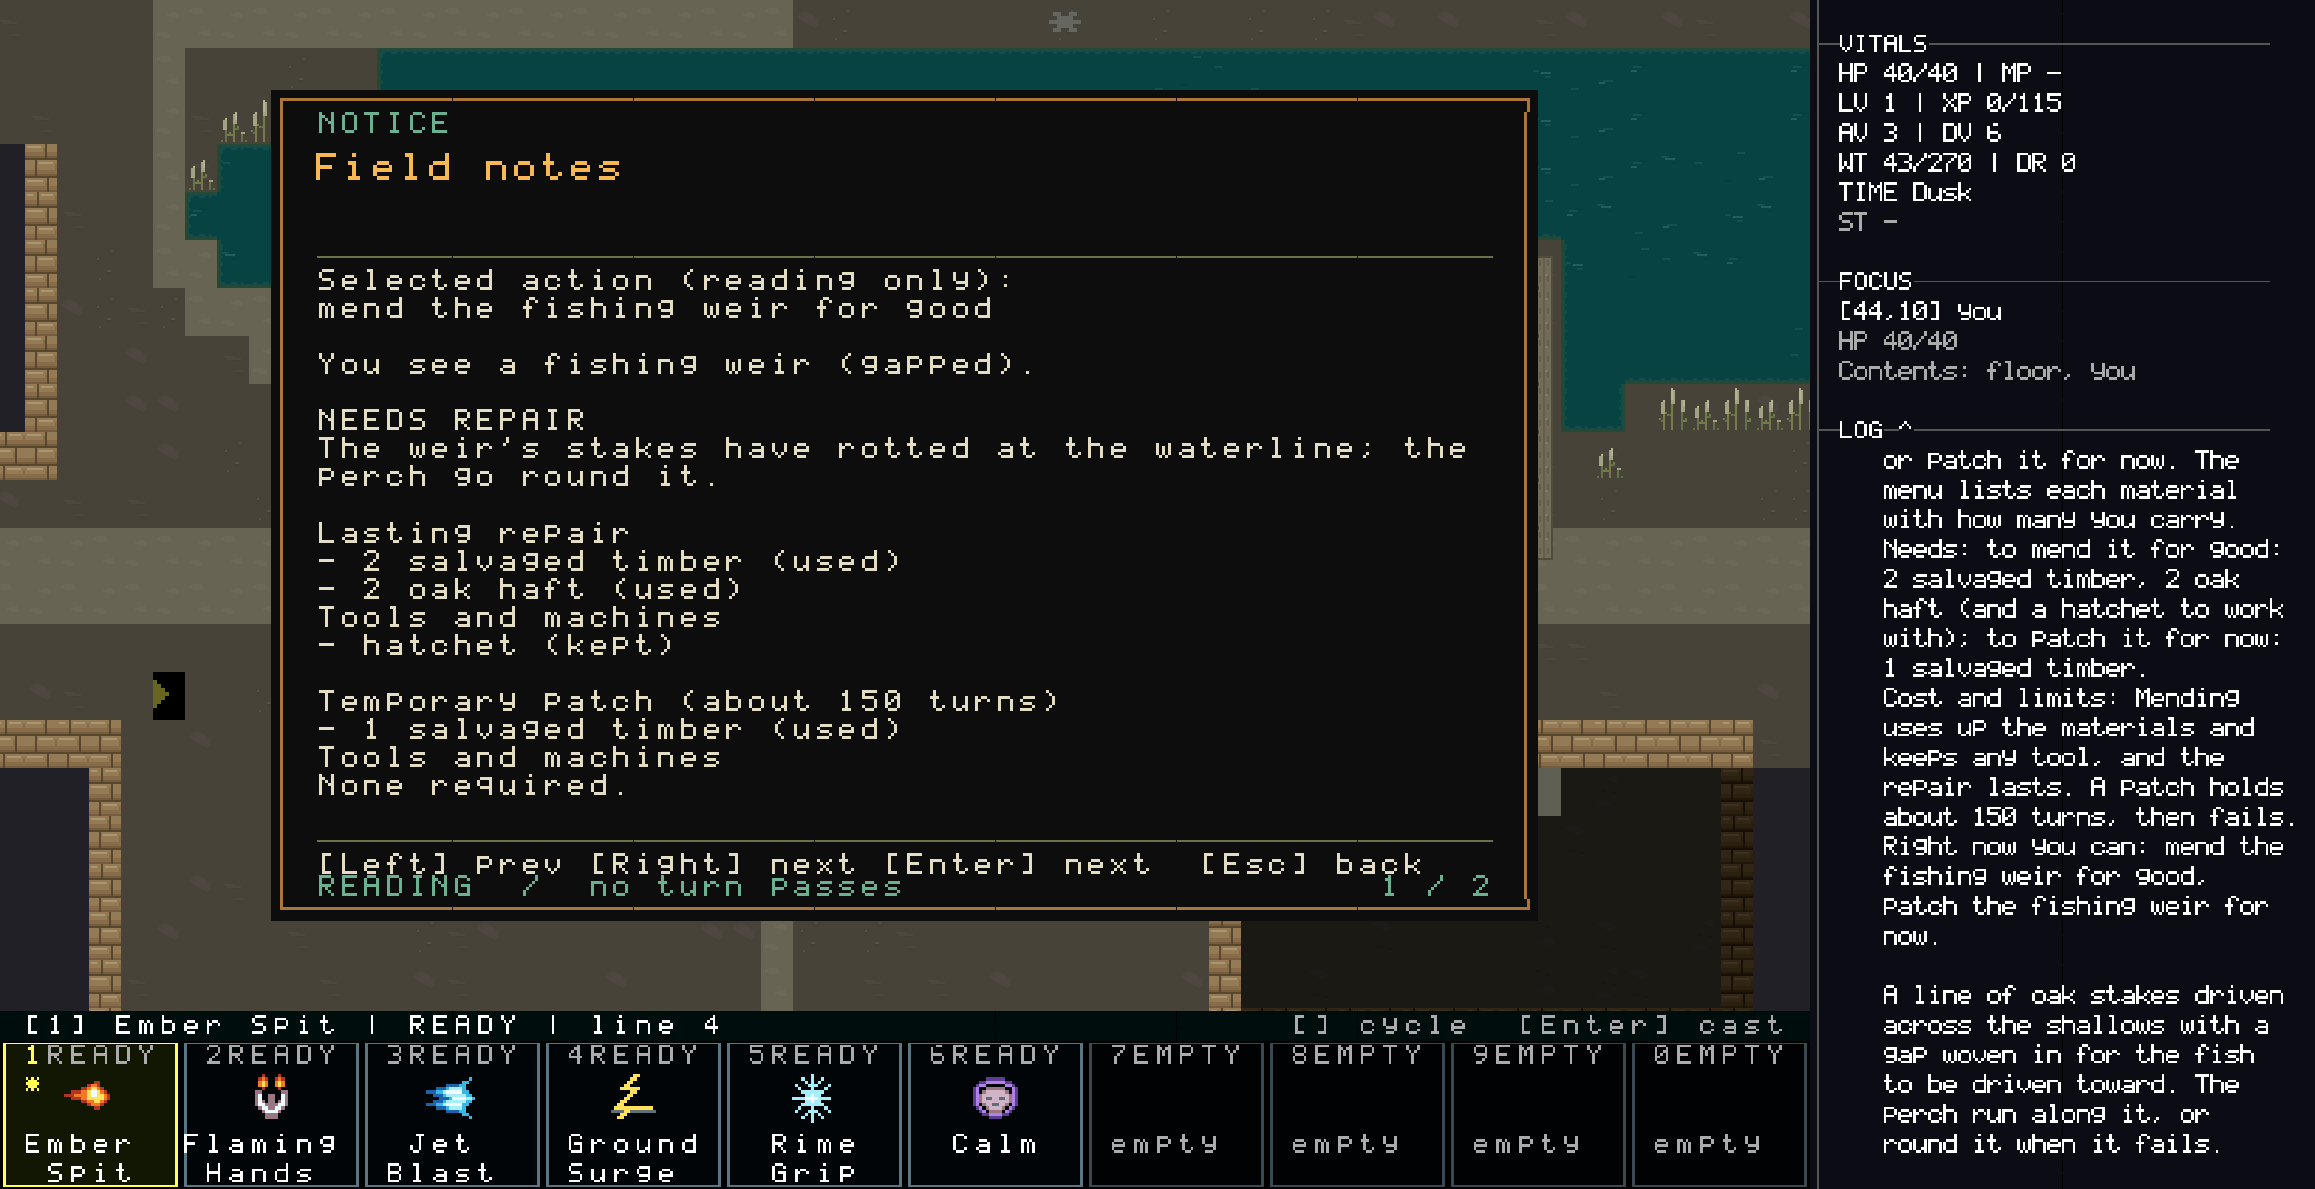 NOTICE
Field notes
Selected action (reading only):
mend the fishing weir for good
You see a fishing weir (gapped).
NEEDS REPAIR
The weir's stakes have rotted at the waterline; the
perch go round it.
Lasting repair
- 2 salvaged timber (used)
- 2 oak haft (used)
Tools and machines
- hatchet (kept)
Temporary patch (about 150 turns)
- 1 salvaged timber (used)
Tools and machines
None required.
[Left] prev [Right] next [Enter] next [Esc] back
READING / no turn passes 1 / 2
VITALS
HP 40/40 | MP -
LV 1 | XP 0/115
AV 3 | DV 6
WT 43/270 | DR 0
TIME Dusk
ST -
FOCUS
[44,10] You
HP 40/40
Contents: floor, You
LOG ^
or patch it for now. The
menu lists each material
with how many you carry.
Needs: to mend it for good:
2 salvaged timber, 2 oak
haft (and a hatchet to work
with); to patch it for now:
1 salvaged timber.
Cost and limits: Mending
uses up the materials and
keeps any tool, and the
repair lasts. A patch holds
about 150 turns, then fails.
Right now you can: mend the
fishing weir for good,
patch the fishing weir for
now.
A line of oak stakes driven
across the shallows with a
gap woven in for the fish
to be driven toward. The
perch run along it, or
round it when it fails.
[1] Ember Spit | READY | line 4 [] cycle [Enter] cast
1READY 2READY 3READY 4READY 5READY 6READY 7EMPTY 8EMPTY 9EMPTY 0EMPTY
Ember Flaming Jet Ground Rime Calm empty empty empty empty
Spit Hands Blast Surge Grip